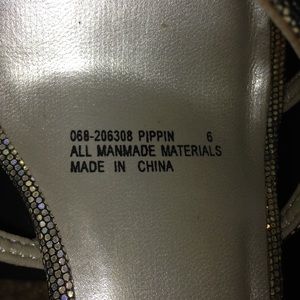 068-206308 PIPPIN 6
ALL MANMADE MATERIALS
MADE IN CHINA